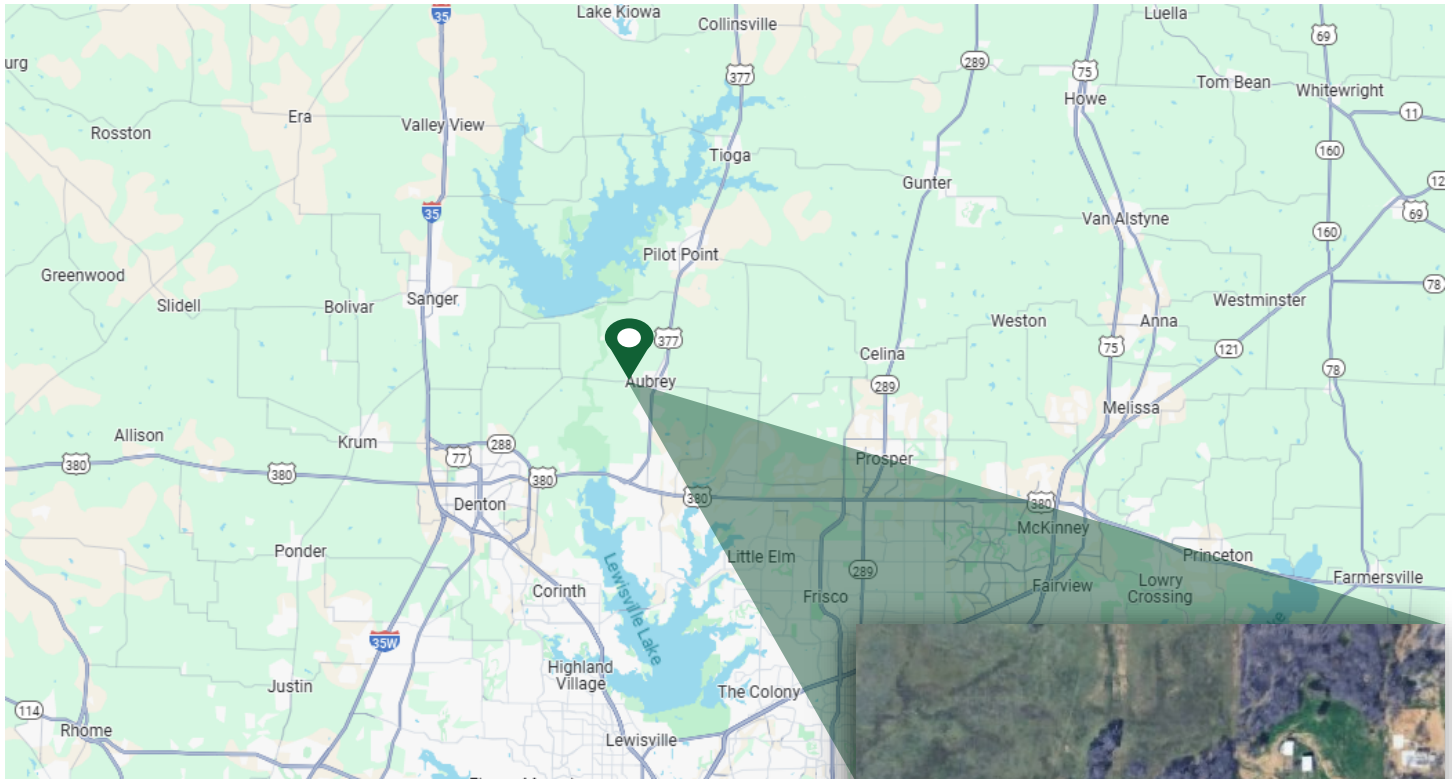 35
Lake Kiowa
Collinsville
Luella
69
urg
377
289
75
Tom Bean
Whitewright
Howe
11
Rosston
Era
Valley View
160
Tioga
Gunter
12
35
Van Alstyne
69
160
Pilot Point
Greenwood
Slidell
Bolivar
Sanger
78
Westminster
Weston
Anna
377
75
121
Celina
78
Aubrey
289
Melissa
Allison
Krum
288
77
380
380
380
Prosper
380
380
Denton
McKinney
Ponder
Little Elm
Princeton
289
Farmersville
Corinth
Frisco
Fairview
Lowry
Crossing
Lewisville Lake
35W
Highland
Village
Justin
The Colony
114
Rhome
Lewisville